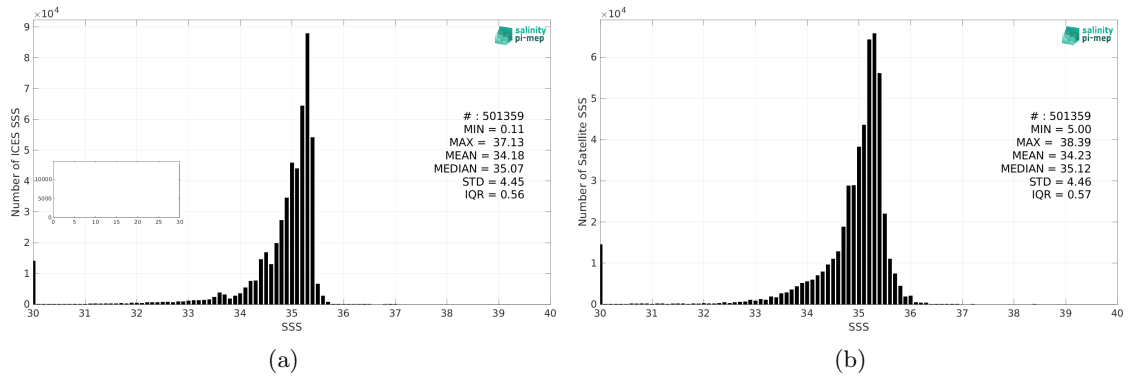 ×10⁴
9
8
7
6
5
4
3
2
1
0
Number of ICES SSS
salinity
pi-mep
# : 501359
MIN = 0.11
MAX = 37.13
MEAN = 34.18
MEDIAN = 35.07
STD = 4.45
IQR = 0.56
10000
5000
0
0 5 10 15 20 25 30
30 31 32 33 34 35 36 37 38 39 40
SSS
(a)
×10⁴
6
5
4
3
2
1
0
Number of Satellite SSS
salinity
pi-mep
# : 501359
MIN = 5.00
MAX = 38.39
MEAN = 34.23
MEDIAN = 35.12
STD = 4.46
IQR = 0.57
30 31 32 33 34 35 36 37 38 39 40
SSS
(b)